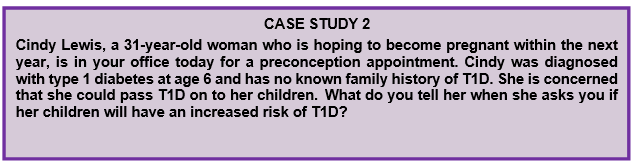 CASE STUDY 2
Cindy Lewis, a 31-year-old woman who is hoping to become pregnant within the next
year, is in your office today for a preconception appointment. Cindy was diagnosed
with type 1 diabetes at age 6 and has no known family history of T1D. She is concerned
that she could pass T1D on to her children. What do you tell her when she asks you if
her children will have an increased risk of T1D?